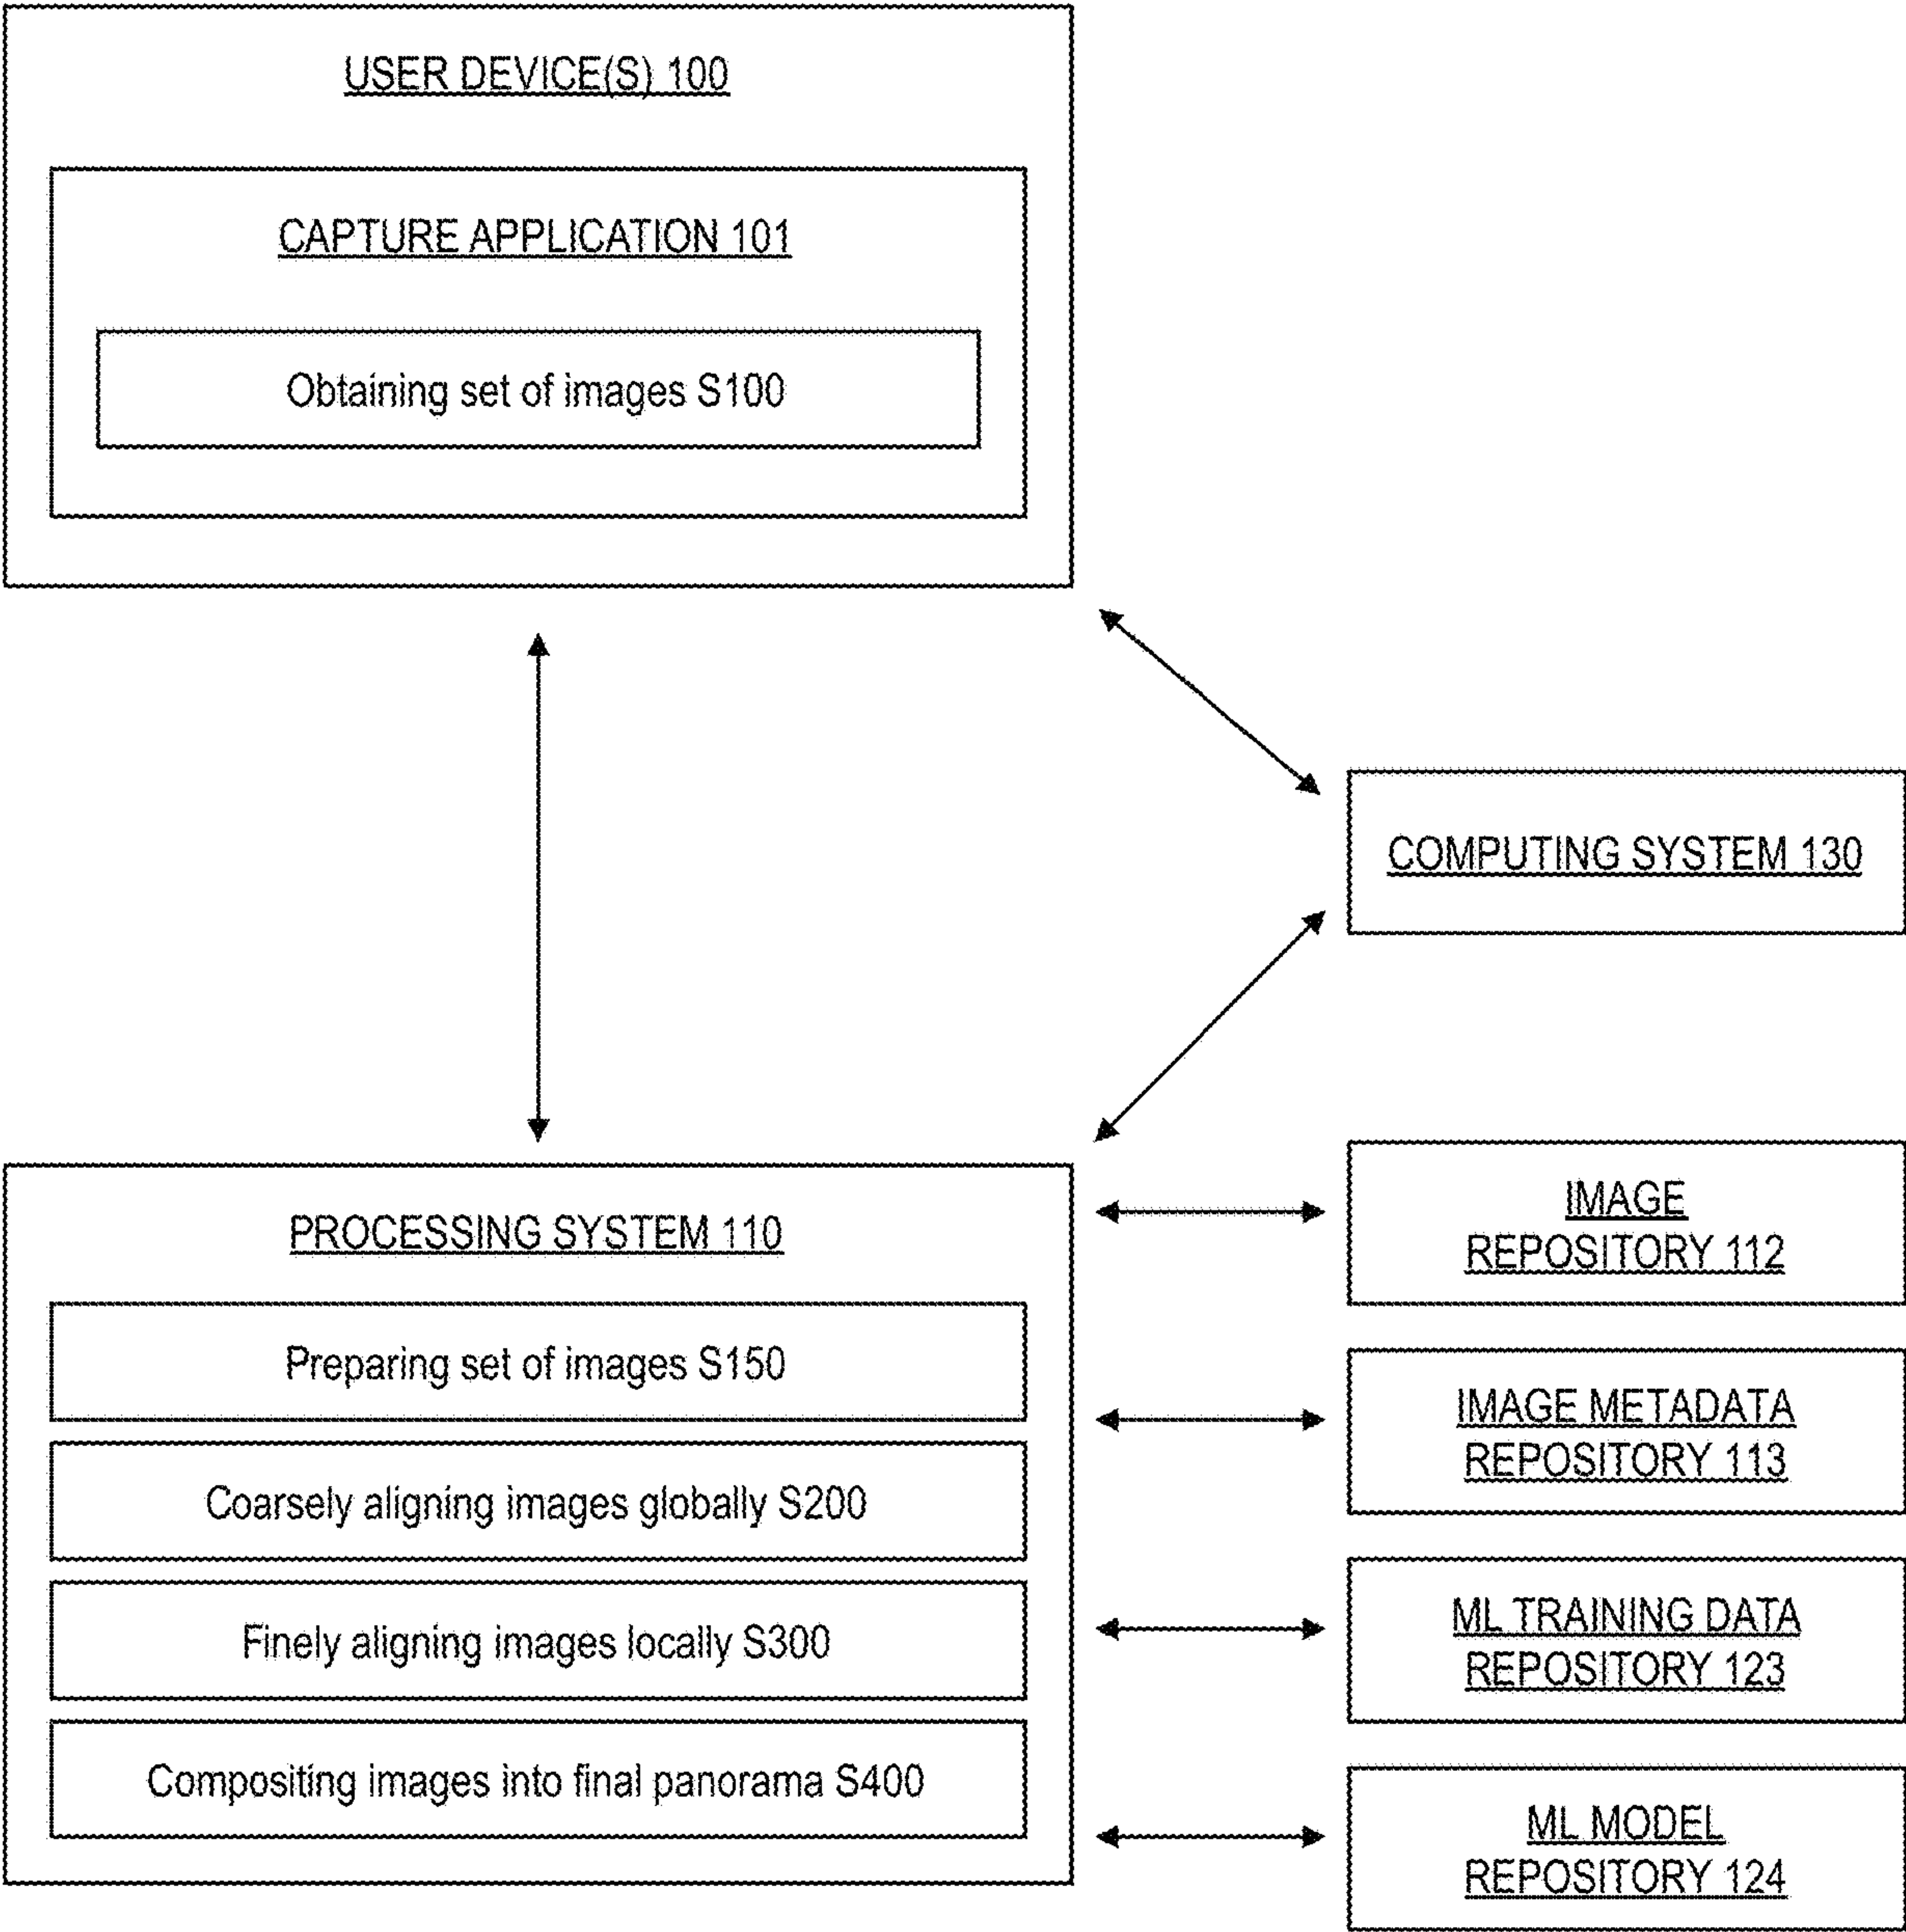 USER DEVICE(S) 100
CAPTURE APPLICATION 101
Obtaining set of images S100
COMPUTING SYSTEM 130
PROCESSING SYSTEM 110
Preparing set of images S150
Coarsely aligning images globally S200
Finely aligning images locally S300
Compositing images into final panorama S400
IMAGE
REPOSITORY 112
IMAGE METADATA
REPOSITORY 113
ML TRAINING DATA
REPOSITORY 123
ML MODEL
REPOSITORY 124